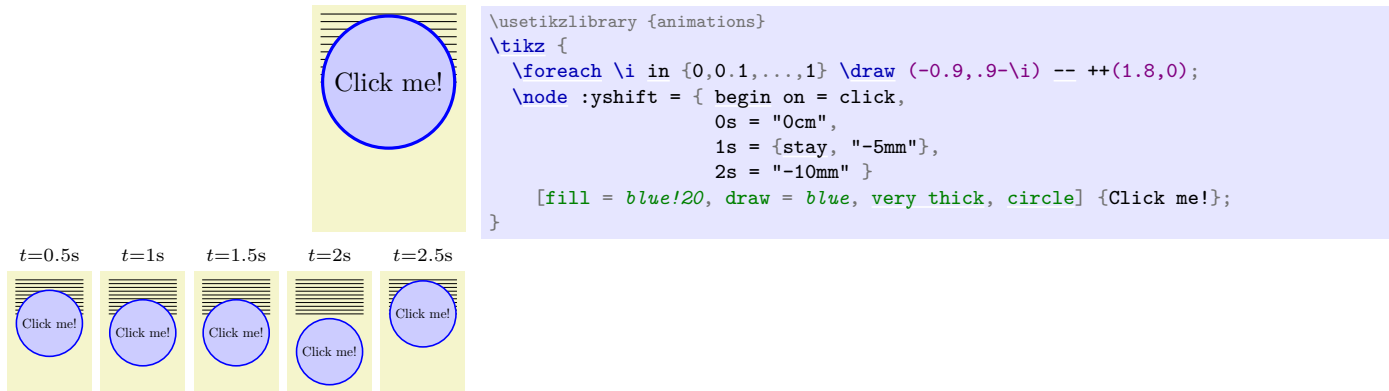 Click me!
\usetikzlibrary {animations}
\tikz {
  \foreach \i in {0,0.1,...,1} \draw (-0.9,.9-\i) -- ++(1.8,0);
  \node :yshift = { begin on = click,
                   0s = "0cm",
                   1s = {stay, "-5mm"},
                   2s = "-10mm" }
    [fill = blue!20, draw = blue, very thick, circle] {Click me!};
}
t=0.5s t=1s t=1.5s t=2s t=2.5s
Click me! Click me! Click me! Click me! Click me!